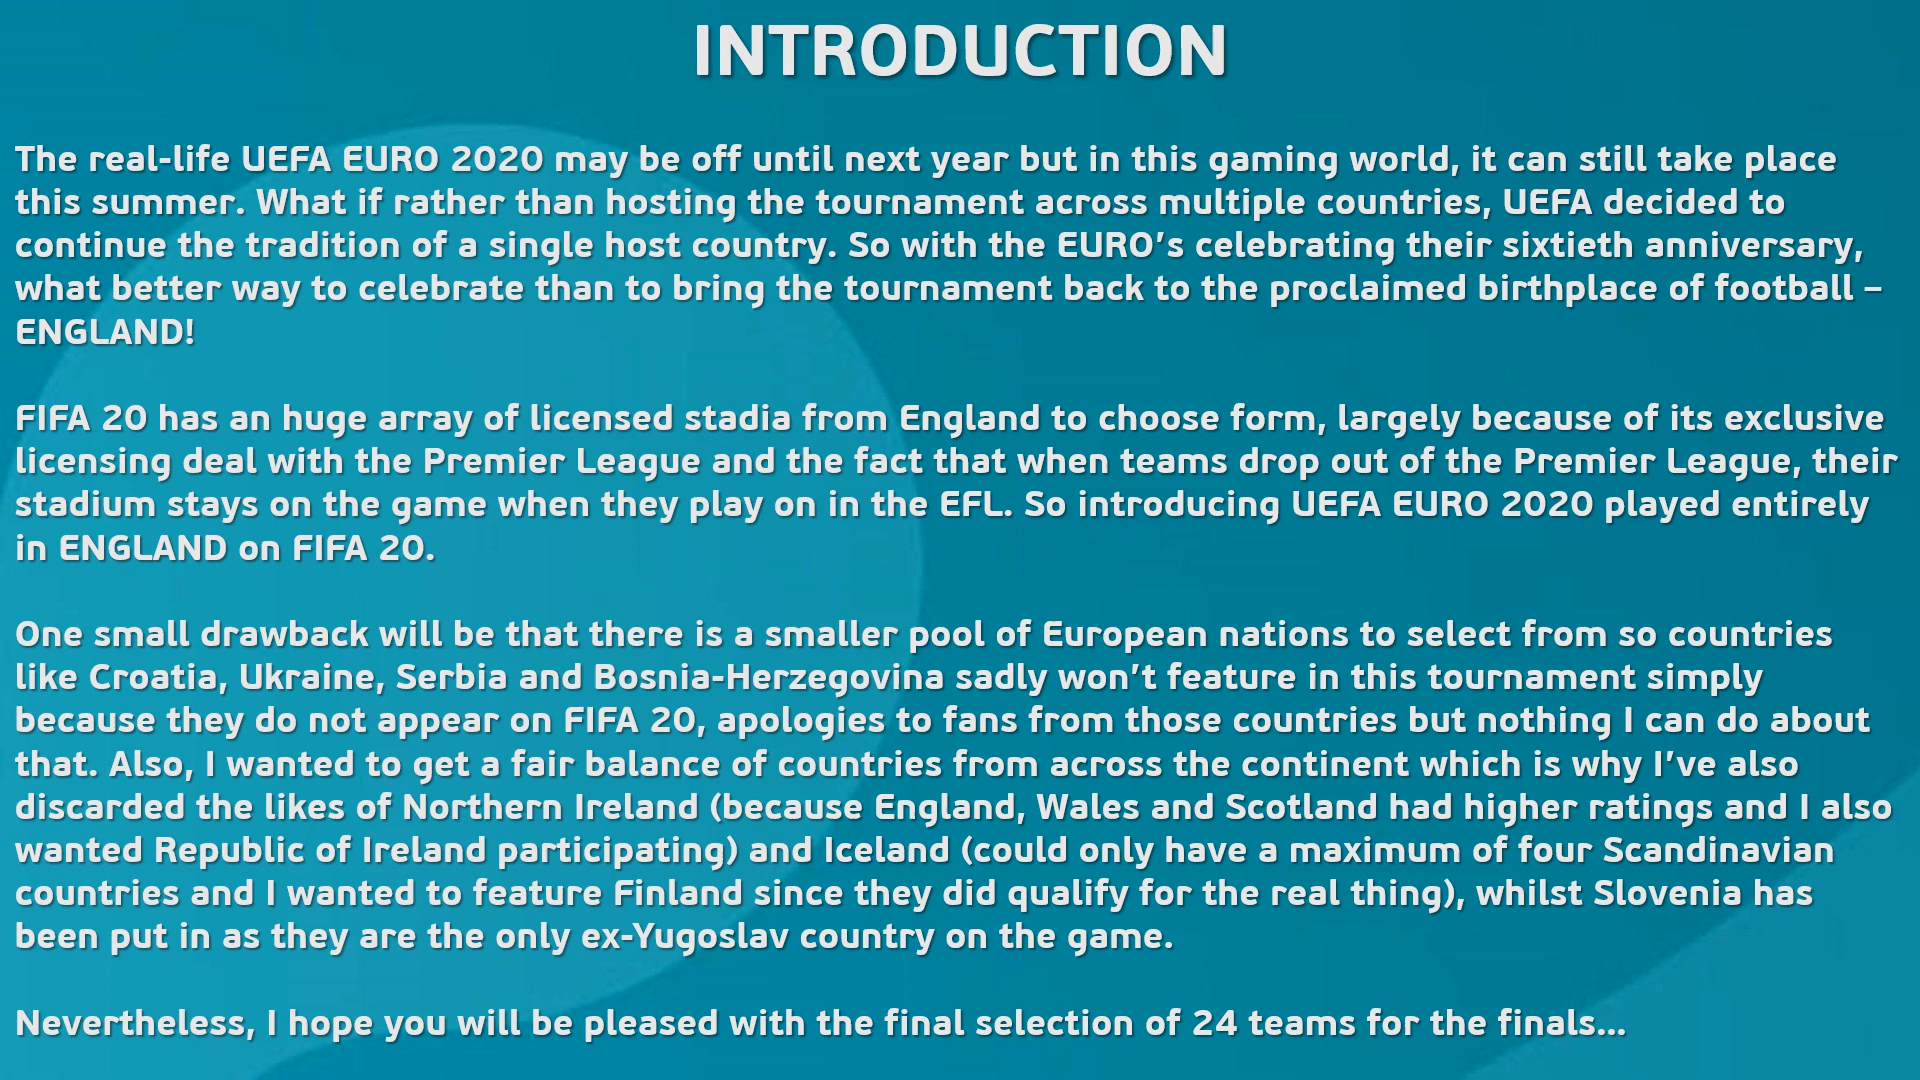 INTRODUCTION
The real-life UEFA EURO 2020 may be off until next year but in this gaming world, it can still take place
this summer. What if rather than hosting the tournament across multiple countries, UEFA decided to
continue the tradition of a single host country. So with the EURO's celebrating their sixtieth anniversary,
what better way to celebrate than to bring the tournament back to the proclaimed birthplace of football –
ENGLAND!
FIFA 20 has an huge array of licensed stadia from England to choose form, largely because of its exclusive
licensing deal with the Premier League and the fact that when teams drop out of the Premier League, their
stadium stays on the game when they play on in the EFL. So introducing UEFA EURO 2020 played entirely
in ENGLAND on FIFA 20.
One small drawback will be that there is a smaller pool of European nations to select from so countries
like Croatia, Ukraine, Serbia and Bosnia-Herzegovina sadly won't feature in this tournament simply
because they do not appear on FIFA 20, apologies to fans from those countries but nothing I can do about
that. Also, I wanted to get a fair balance of countries from across the continent which is why I've also
discarded the likes of Northern Ireland (because England, Wales and Scotland had higher ratings and I also
wanted Republic of Ireland participating) and Iceland (could only have a maximum of four Scandinavian
countries and I wanted to feature Finland since they did qualify for the real thing), whilst Slovenia has
been put in as they are the only ex-Yugoslav country on the game.
Nevertheless, I hope you will be pleased with the final selection of 24 teams for the finals...